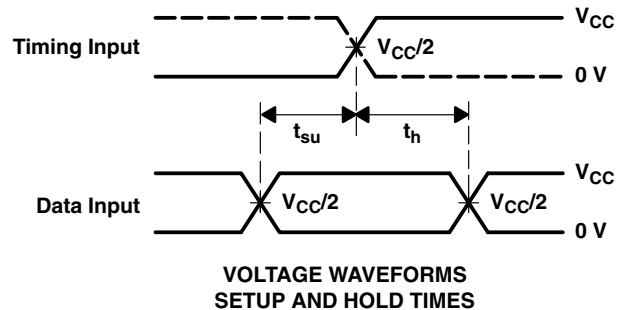 V_CC
Timing Input
V_CC/2
0 V
t_su
t_h
V_CC
Data Input
V_CC/2
V_CC/2
0 V
VOLTAGE WAVEFORMS
SETUP AND HOLD TIMES